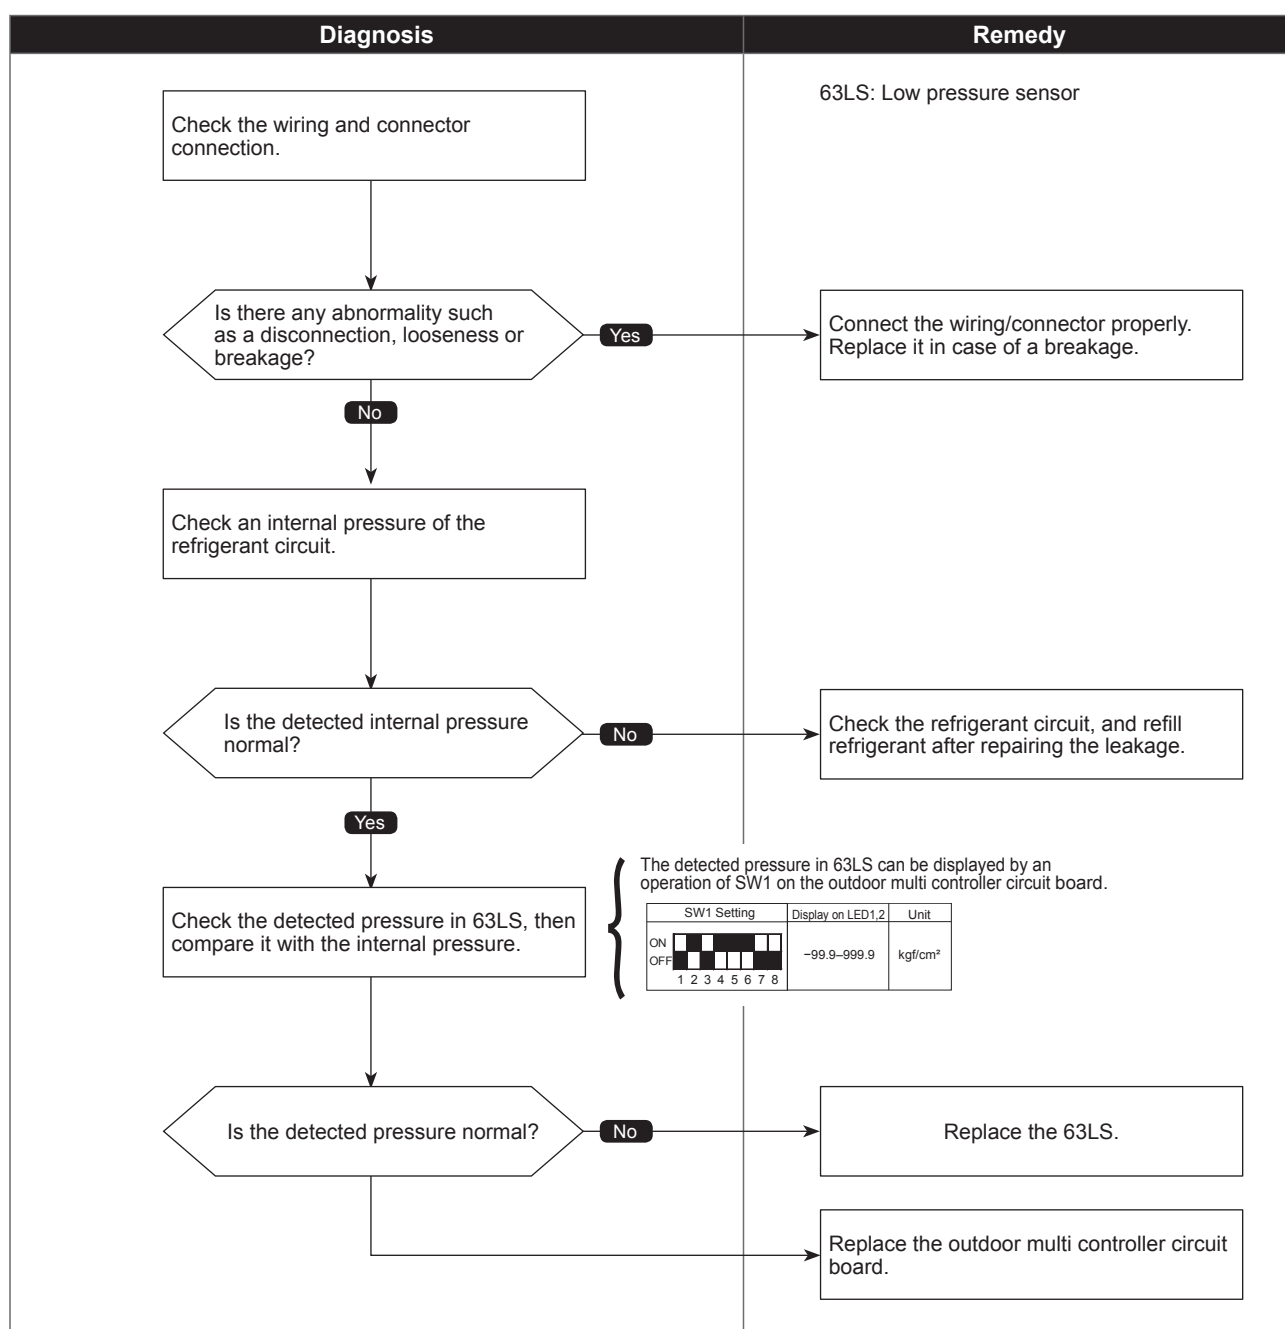 Diagnosis
Remedy
63LS: Low pressure sensor
Check the wiring and connector
connection.
Is there any abnormality such
as a disconnection, looseness or
breakage?
Yes
Connect the wiring/connector properly.
Replace it in case of a breakage.
No
Check an internal pressure of the
refrigerant circuit.
Is the detected internal pressure
normal?
No
Check the refrigerant circuit, and refill
refrigerant after repairing the leakage.
Yes
The detected pressure in 63LS can be displayed by an
operation of SW1 on the outdoor multi controller circuit board.
Check the detected pressure in 63LS, then
compare it with the internal pressure.
SW1 Setting
Display on LED1,2
Unit
ON
OFF
1 2 3 4 5 6 7 8
−99.9–999.9
kgf/cm²
Is the detected pressure normal?
No
Replace the 63LS.
Replace the outdoor multi controller circuit
board.